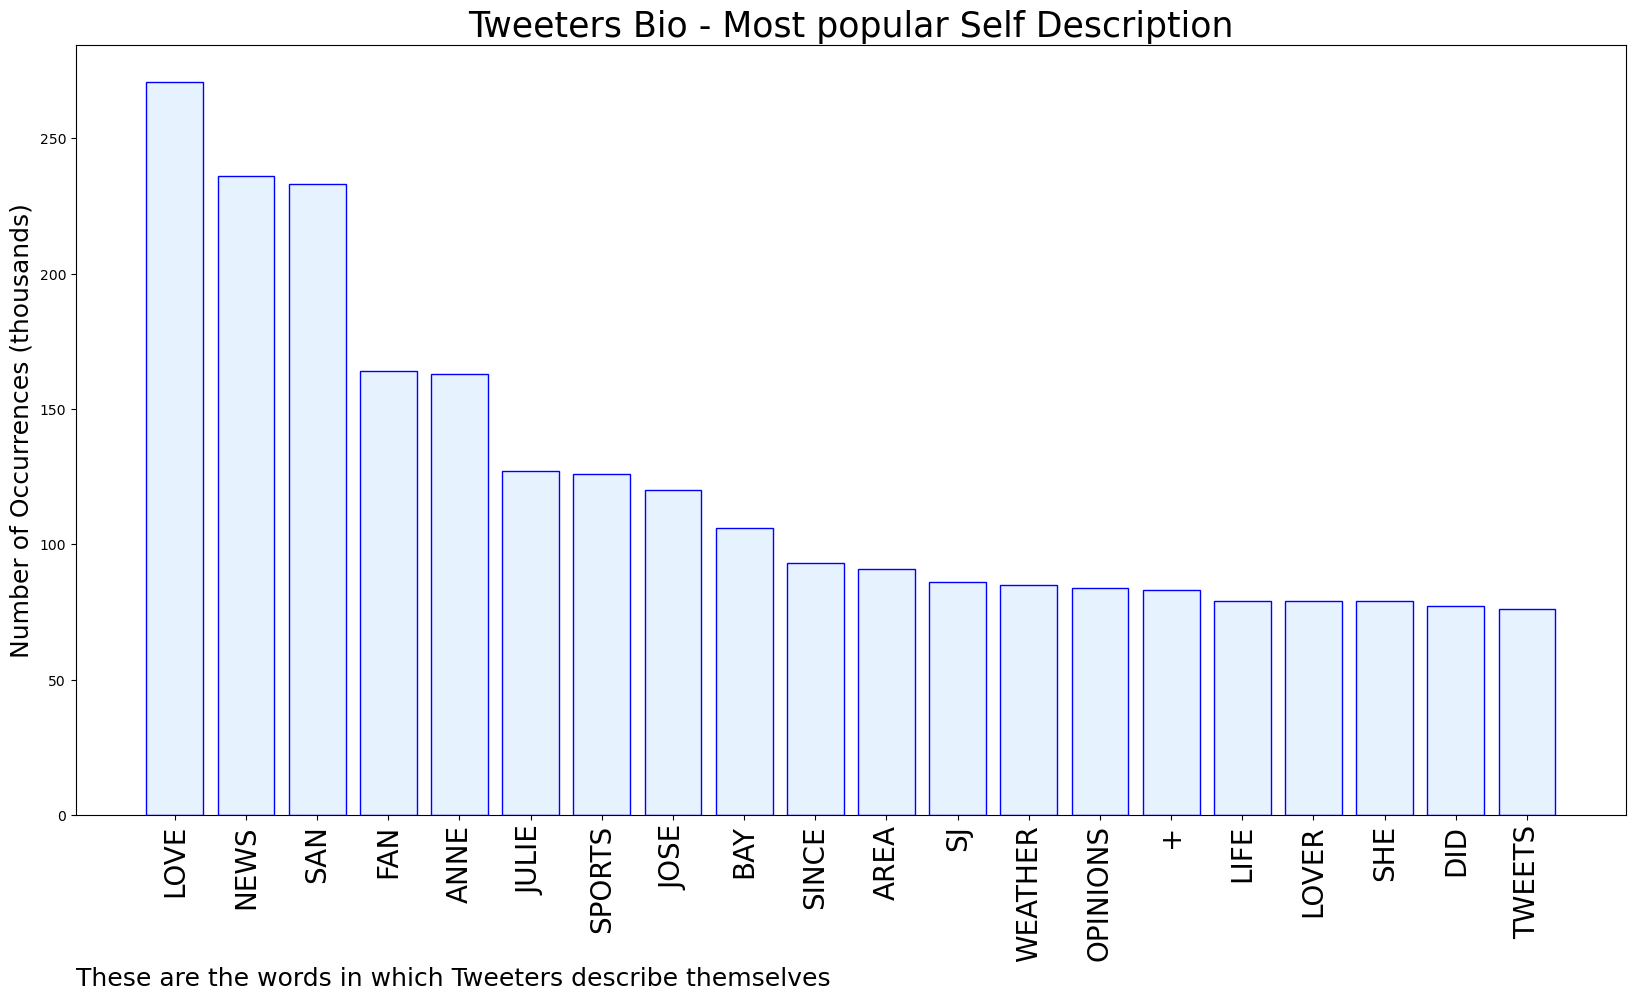 Tweeters Bio - Most popular Self Description
Number of Occurrences (thousands)
250
200
150
100
50
0
LOVE
NEWS
SAN
FAN
ANNE
JULIE
SPORTS
JOSE
BAY
SINCE
AREA
SJ
WEATHER
OPINIONS
+
LIFE
LOVER
SHE
DID
TWEETS
These are the words in which Tweeters describe themselves